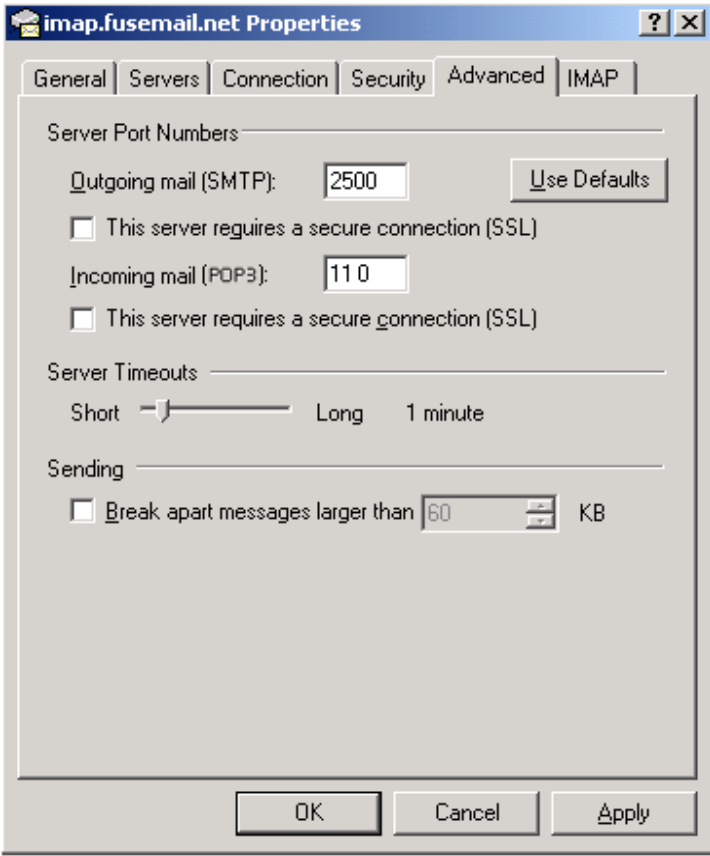 imap.fusemail.net Properties
General Servers Connection Security Advanced IMAP
Server Port Numbers
Outgoing mail (SMTP): 2500 Use Defaults
This server requires a secure connection (SSL)
Incoming mail (POP3): 110
This server requires a secure connection (SSL)
Server Timeouts
Short Long 1 minute
Sending
Break apart messages larger than 60 KB
OK Cancel Apply